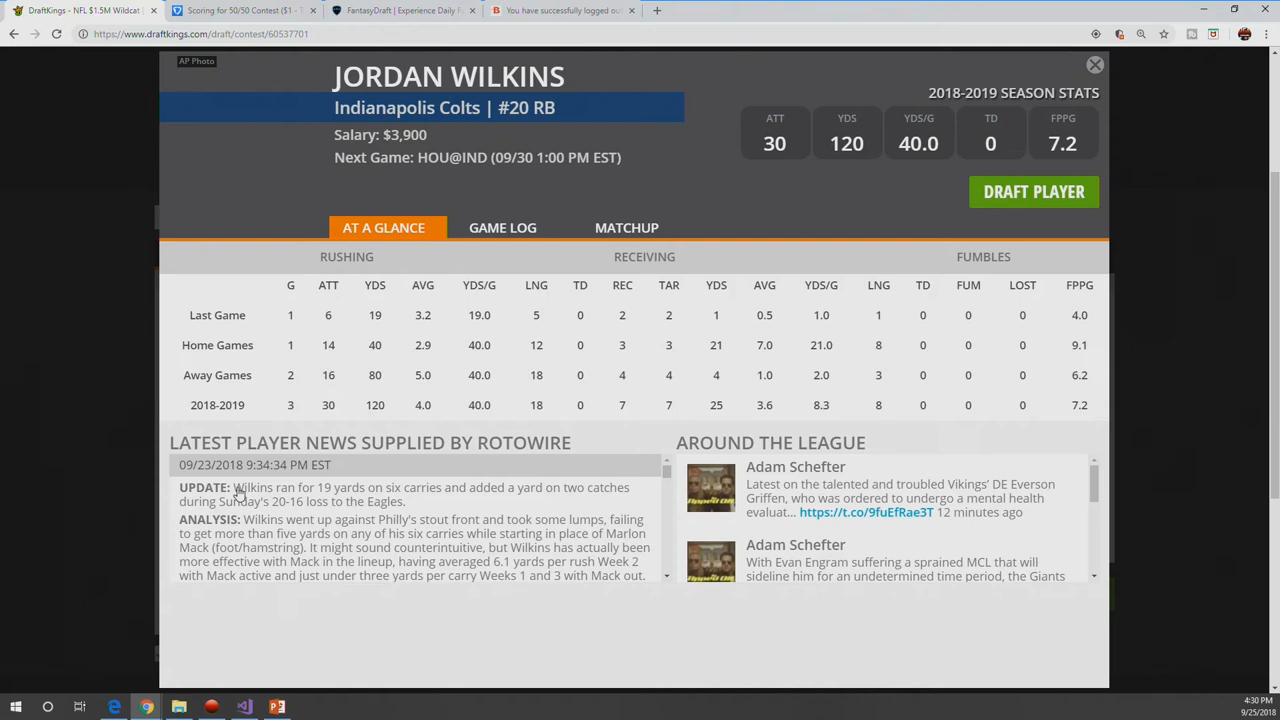 DraftKings - NFL $1.5M Wildcat
Scoring for 50/50 Contest ($1 - T
FantasyDraft | Experience Daily F
You have successfully logged ou
https://www.draftkings.com/draft/contest/60537701
AP Photo
JORDAN WILKINS
Indianapolis Colts | #20 RB
Salary: $3,900
Next Game: HOU@IND (09/30 1:00 PM EST)
2018-2019 SEASON STATS
ATT YDS YDS/G TD FPPG
30 120 40.0 0 7.2
DRAFT PLAYER
AT A GLANCE GAME LOG MATCHUP
RUSHING RECEIVING FUMBLES
G ATT YDS AVG YDS/G LNG TD REC TAR YDS AVG YDS/G LNG TD FUM LOST FPPG
Last Game 1 6 19 3.2 19.0 5 0 2 2 1 0.5 1.0 1 0 0 0 4.0
Home Games 1 14 40 2.9 40.0 12 0 3 3 21 7.0 21.0 8 0 0 0 9.1
Away Games 2 16 80 5.0 40.0 18 0 4 4 4 1.0 2.0 3 0 0 0 6.2
2018-2019 3 30 120 4.0 40.0 18 0 7 7 25 3.6 8.3 8 0 0 0 7.2
LATEST PLAYER NEWS SUPPLIED BY ROTOWIRE
09/23/2018 9:34:34 PM EST
UPDATE: Wilkins ran for 19 yards on six carries and added a yard on two catches
during Sunday's 20-16 loss to the Eagles.
ANALYSIS: Wilkins went up against Philly's stout front and took some lumps, failing
to get more than five yards on any of his six carries while starting in place of Marlon
Mack (foot/hamstring). It might sound counterintuitive, but Wilkins has actually been
more effective with Mack in the lineup, having averaged 6.1 yards per rush Week 2
with Mack active and just under three yards per carry Weeks 1 and 3 with Mack out.
AROUND THE LEAGUE
Adam Schefter
Latest on the talented and troubled Vikings' DE Everson
Griffen, who was ordered to undergo a mental health
evaluat... https://t.co/9fuEfRae3T 12 minutes ago
Adam Schefter
With Evan Engram suffering a sprained MCL that will
sideline him for an undetermined time period, the Giants
4:30 PM
9/25/2018